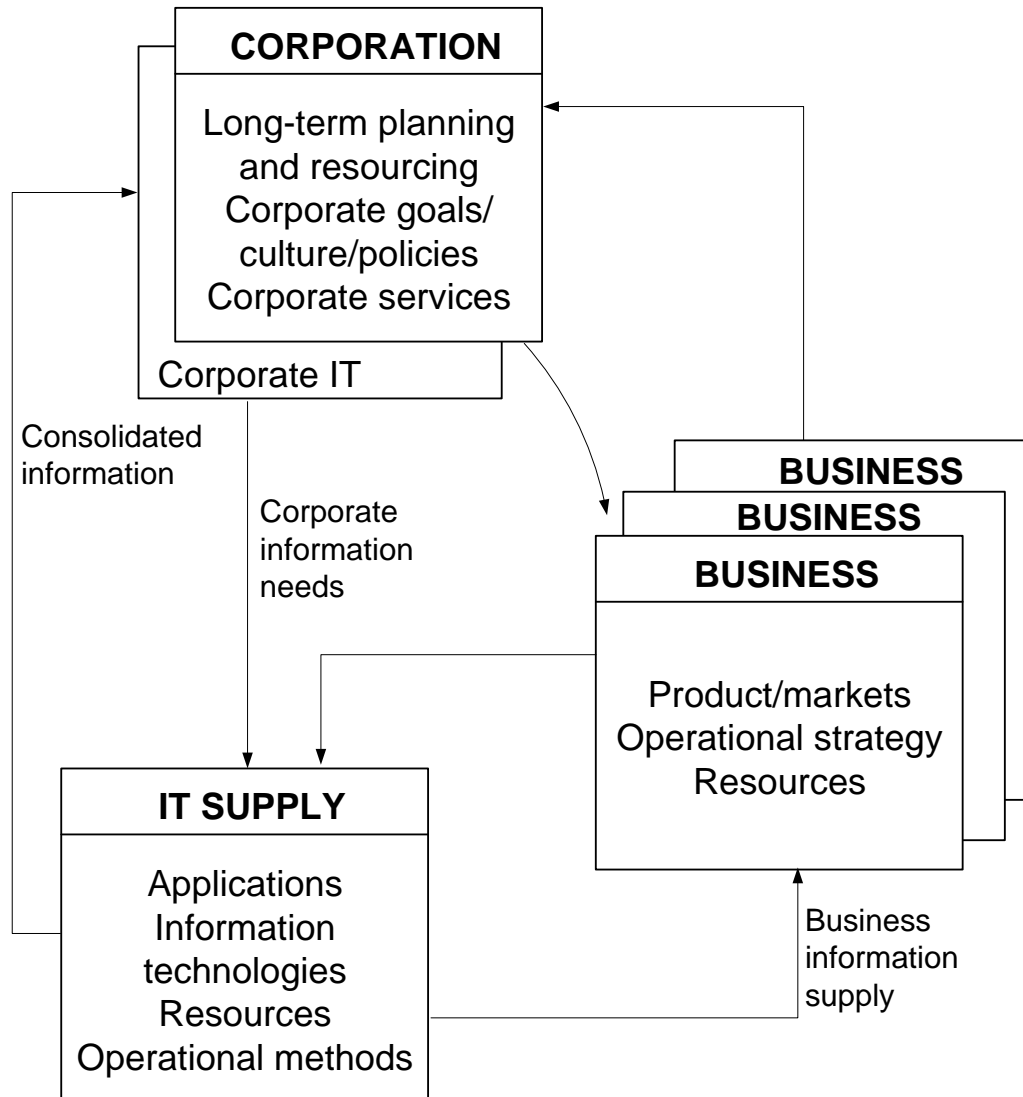 CORPORATION
Long-term planning
and resourcing
Corporate goals/
culture/policies
Corporate services
Corporate IT
Consolidated
information
Corporate
information
needs
BUSINESS
BUSINESS
BUSINESS
Product/markets
Operational strategy
Resources
IT SUPPLY
Applications
Information
technologies
Resources
Operational methods
Business
information
supply